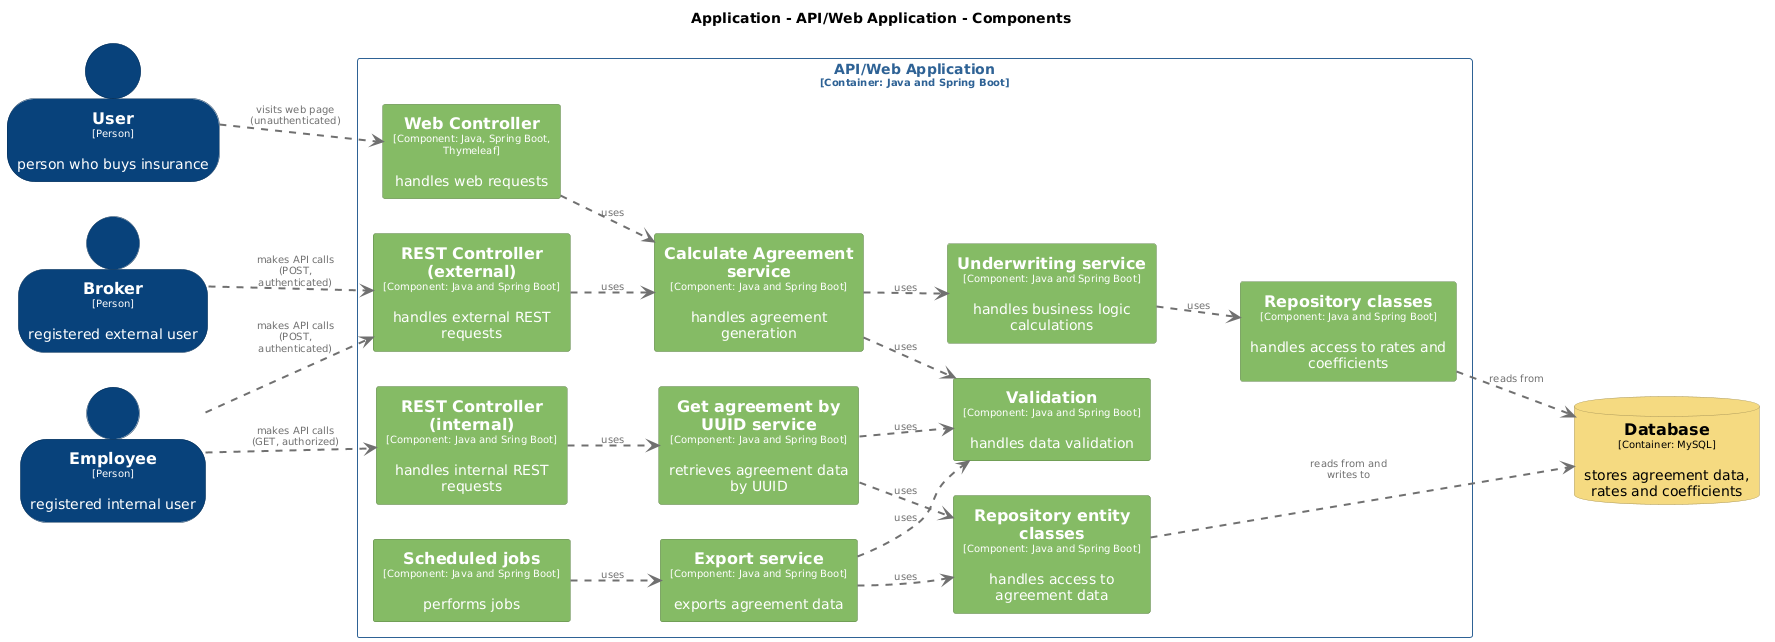 Application - API/Web Application - Components
API/Web Application
[Container: Java and Spring Boot]
User
[Person]
person who buys insurance
visits web page
(unauthenticated)
Web Controller
[Component: Java, Spring Boot,
Thymeleaf]
handles web requests
uses
Broker
[Person]
registered external user
makes API calls
(POST,
authenticated)
REST Controller
(external)
[Component: Java and Spring Boot]
handles external REST
requests
uses
Calculate Agreement
service
[Component: Java and Spring Boot]
handles agreement
generation
uses
Underwriting service
[Component: Java and Spring Boot]
handles business logic
calculations
uses
Repository classes
[Component: Java and Spring Boot]
handles access to rates and
coefficients
makes API calls
(POST,
authenticated)
uses
reads from
Employee
[Person]
registered internal user
makes API calls
(GET, authorized)
REST Controller
(internal)
[Component: Java and Sring Boot]
handles internal REST
requests
uses
Get agreement by
UUID service
[Component: Java and Spring Boot]
retrieves agreement data
by UUID
uses
Validation
[Component: Java and Spring Boot]
handles data validation
Database
[Container: MySQL]
stores agreement data,
rates and coefficients
uses
reads from and
writes to
uses
Repository entity
classes
[Component: Java and Spring Boot]
handles access to
agreement data
Scheduled jobs
[Component: Java and Spring Boot]
performs jobs
uses
Export service
[Component: Java and Spring Boot]
exports agreement data
uses